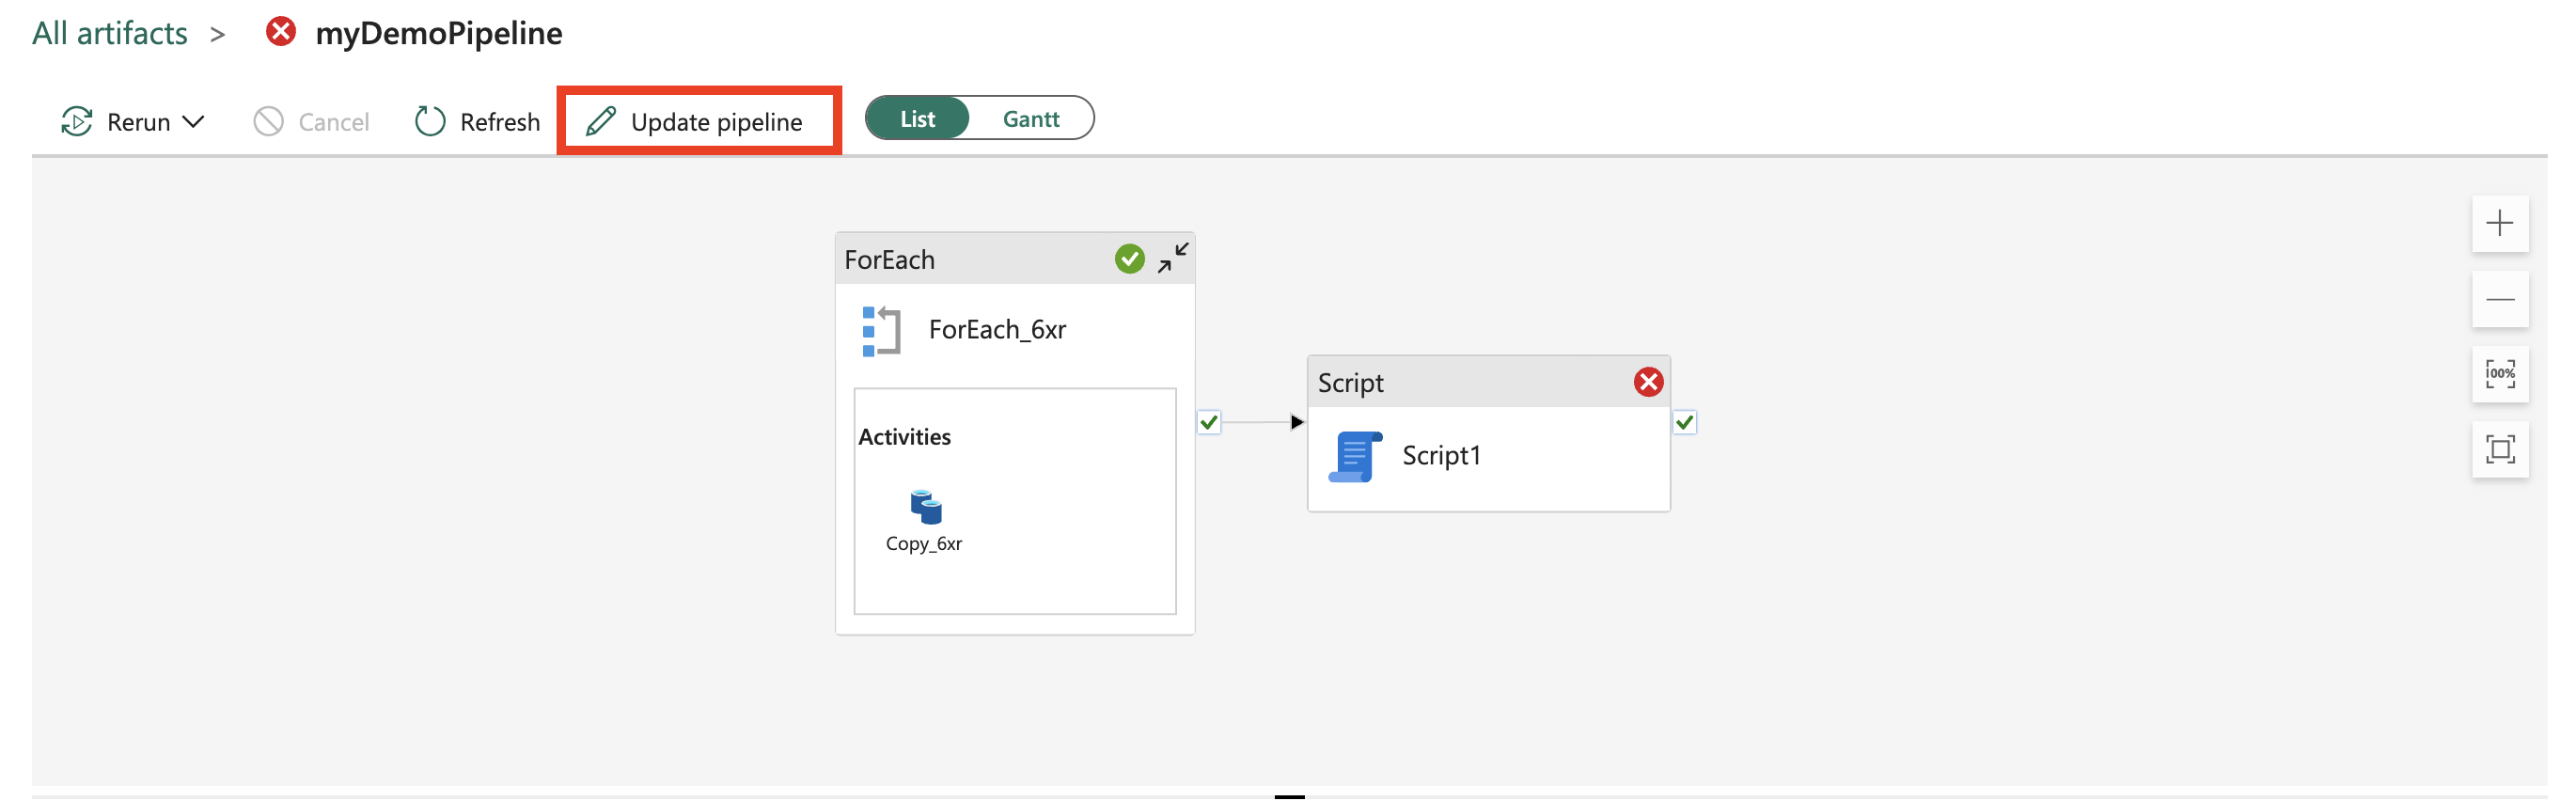 All artifacts > myDemoPipeline
Rerun Cancel Refresh Update pipeline List Gantt
ForEach
ForEach_6xr
Activities
Copy_6xr
Script
Script1
100%